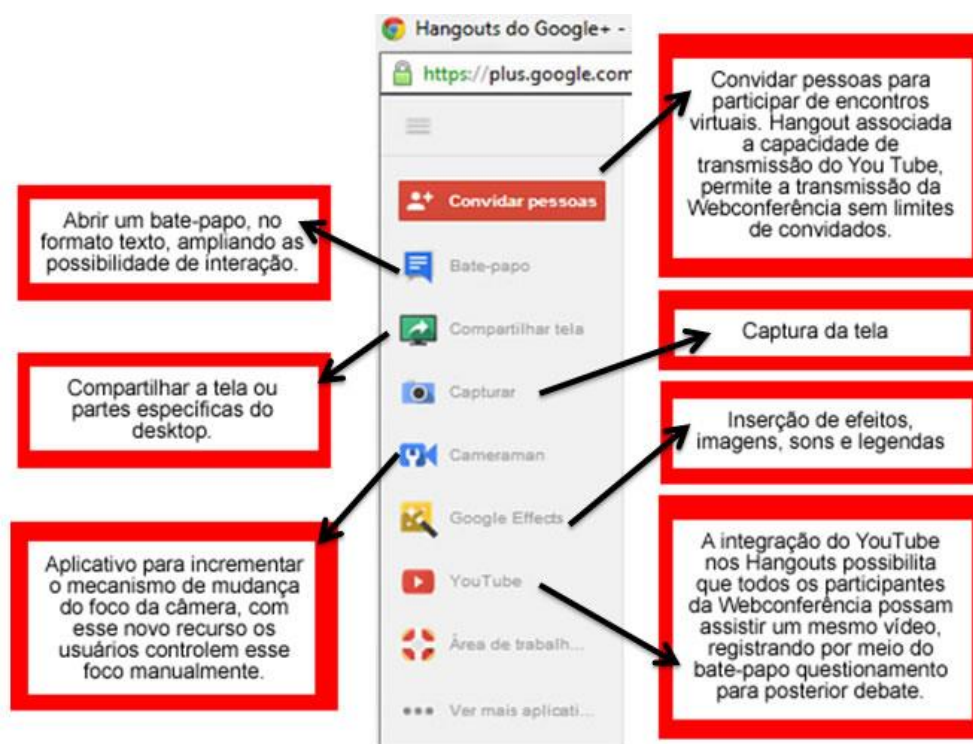 Hangouts do Google+ -
https://plus.google.com
Convidar pessoas
Bate-papo
Compartilhar tela
Capturar
Cameraman
Google Effects
YouTube
Área de trabalh...
Ver mais aplicati...
Abrir um bate-papo, no
formato texto, ampliando as
possibilidade de interação.
Compartilhar a tela ou
partes específicas do
desktop.
Aplicativo para incrementar
o mecanismo de mudança
do foco da câmera, com
esse novo recurso os
usuários controlem esse
foco manualmente.
Convidar pessoas para
participar de encontros
virtuais. Hangout associada
a capacidade de
transmissão do You Tube,
permite a transmissão da
Webconferência sem limites
de convidados.
Captura da tela
Inserção de efeitos,
imagens, sons e legendas
A integração do YouTube
nos Hangouts possibilita
que todos os participantes
da Webconferência possam
assistir um mesmo vídeo,
registrando por meio do
bate-papo questionamento
para posterior debate.